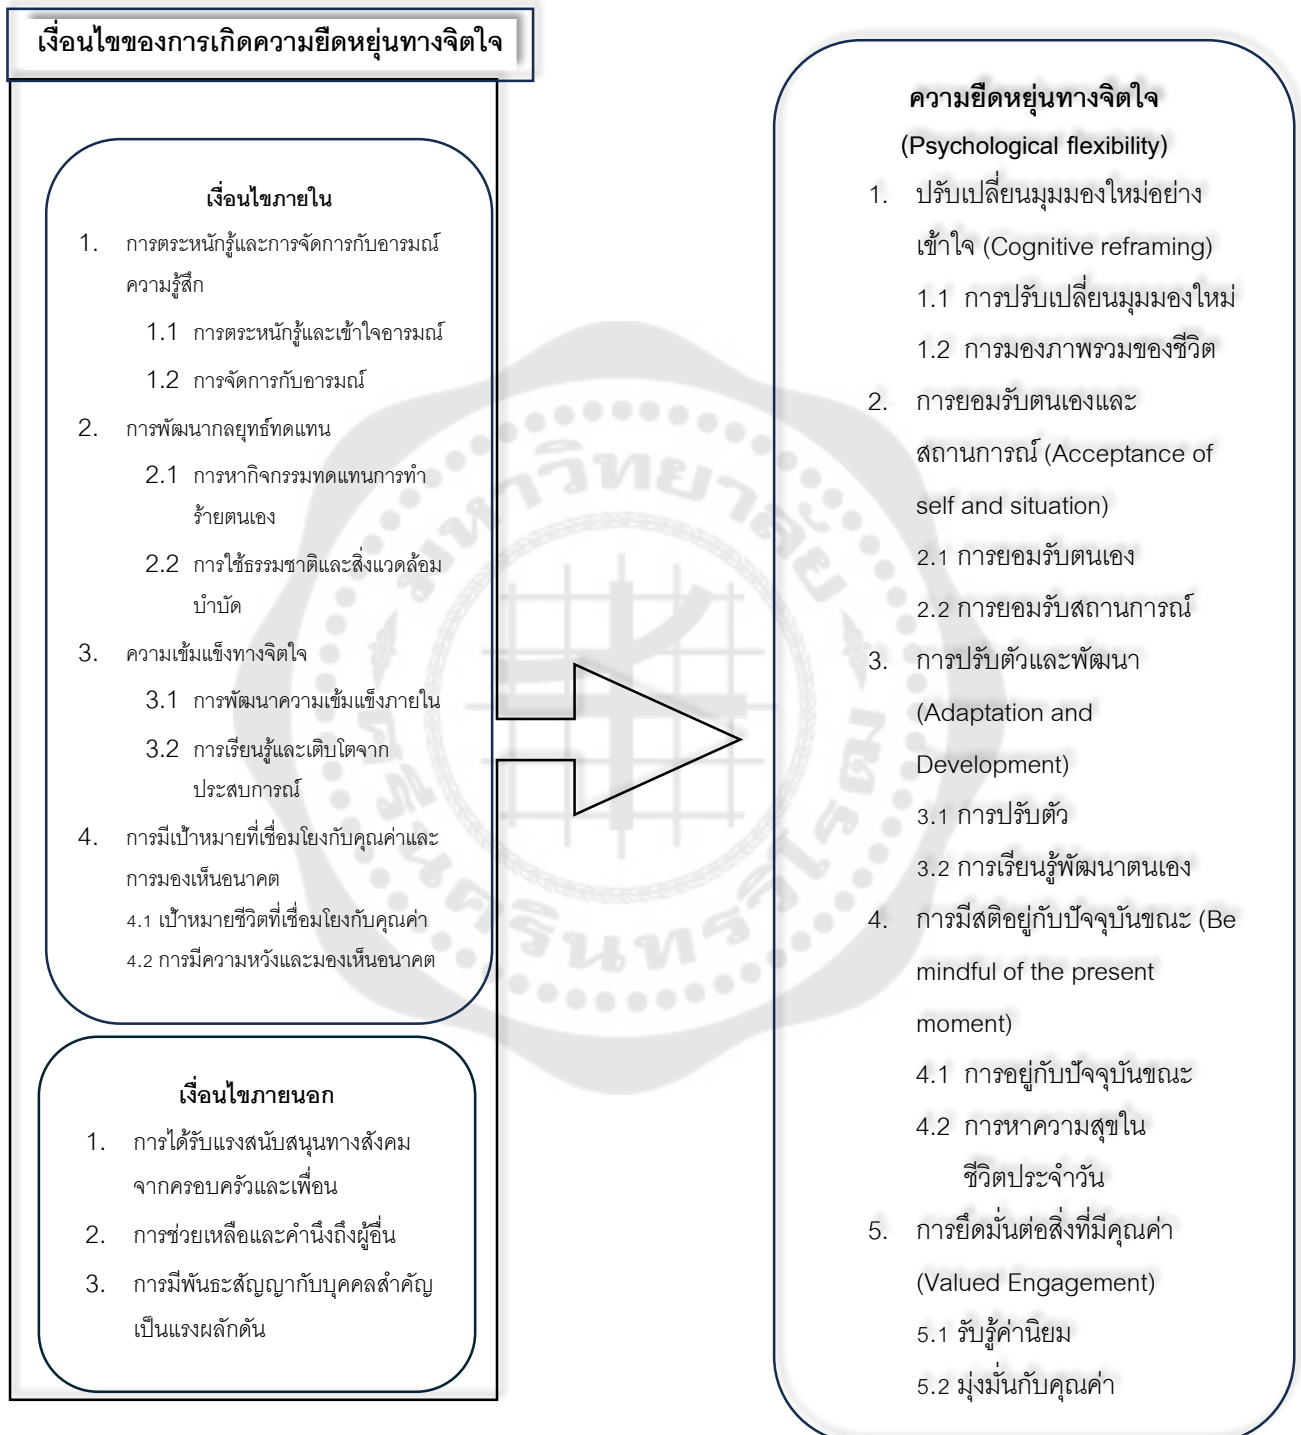 เงื่อนไขของการเกิดความยืดหยุ่นทางจิตใจ
เงื่อนไขภายใน
1. การตระหนักรู้และการจัดการกับอารมณ์
ความรู้สึก
1.1 การตระหนักรู้และเข้าใจอารมณ์
1.2 การจัดการกับอารมณ์
2. การพัฒนากลยุทธ์ทดแทน
2.1 การหากิจกรรมทดแทนการทำ
ร้ายตนเอง
2.2 การใช้ธรรมชาติและสิ่งแวดล้อม
บำบัด
3. ความเข้มแข็งทางจิตใจ
3.1 การพัฒนาความเข้มแข็งภายใน
3.2 การเรียนรู้และเติบโตจาก
ประสบการณ์
4. การมีเป้าหมายที่เชื่อมโยงกับคุณค่าและ
การมองเห็นอนาคต
4.1 เป้าหมายชีวิตที่เชื่อมโยงกับคุณค่า
4.2 การมีความหวังและมองเห็นอนาคต
เงื่อนไขภายนอก
1. การได้รับแรงสนับสนุนทางสังคม
จากครอบครัวและเพื่อน
2. การช่วยเหลือและคำนึงถึงผู้อื่น
3. การมีพันธะสัญญากับบุคคลสำคัญ
เป็นแรงผลักดัน
ความยืดหยุ่นทางจิตใจ
(Psychological flexibility)
1. ปรับเปลี่ยนมุมมองใหม่อย่าง
เข้าใจ (Cognitive reframing)
1.1 การปรับเปลี่ยนมุมมองใหม่
1.2 การมองภาพรวมของชีวิต
2. การยอมรับตนเองและ
สถานการณ์ (Acceptance of
self and situation)
2.1 การยอมรับตนเอง
2.2 การยอมรับสถานการณ์
3. การปรับตัวและพัฒนา
(Adaptation and
Development)
3.1 การปรับตัว
3.2 การเรียนรู้พัฒนาตนเอง
4. การมีสติอยู่กับปัจจุบันขณะ (Be
mindful of the present
moment)
4.1 การอยู่กับปัจจุบันขณะ
4.2 การหาความสุขใน
ชีวิตประจำวัน
5. การยึดมั่นต่อสิ่งที่มีคุณค่า
(Valued Engagement)
5.1 รับรู้ค่านิยม
5.2 มุ่งมั่นกับคุณค่า
มหาวิทยาลัย
ศรีนครินทรวิโรฒ